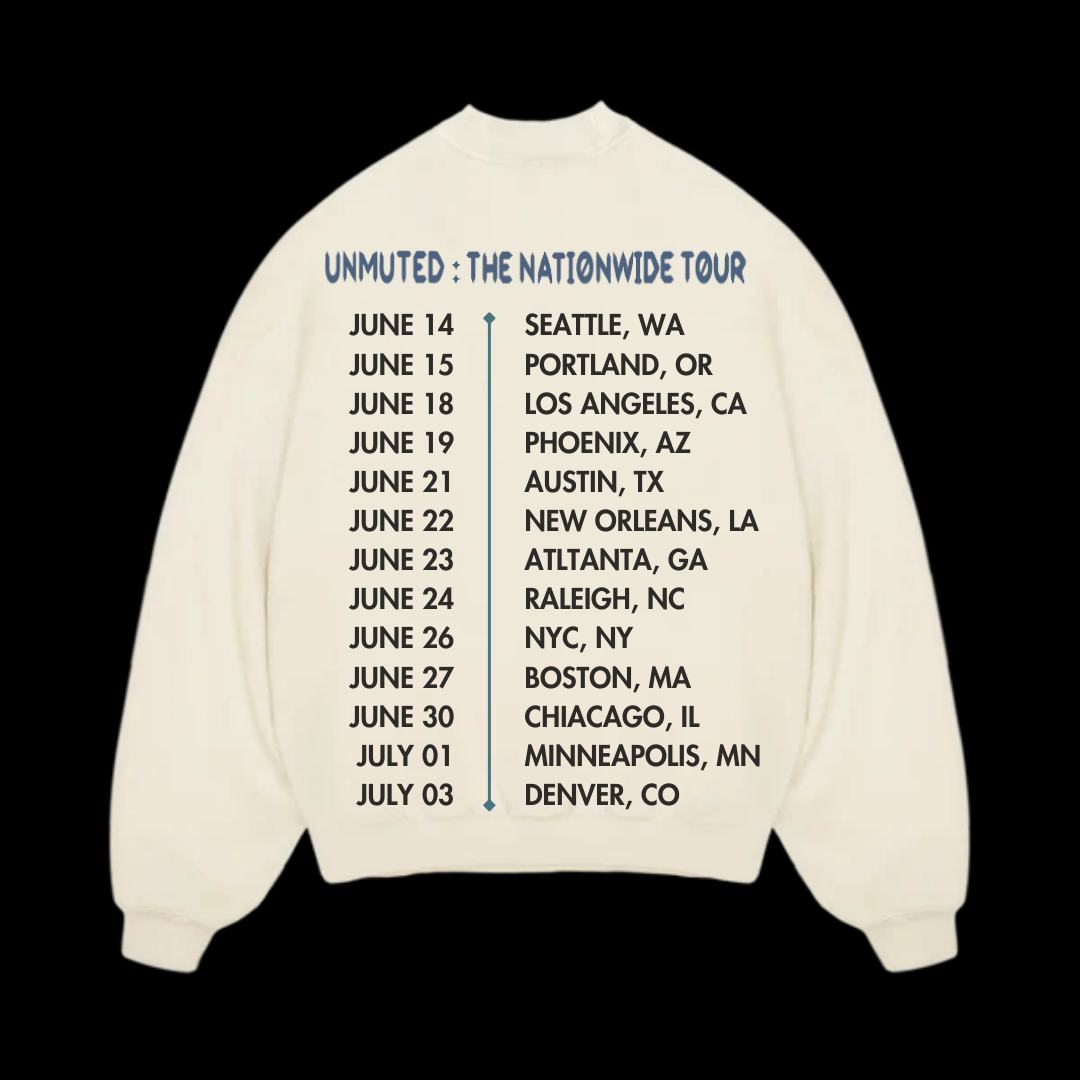 UNMUTED : THE NATIØNWIDE TØUR
JUNE 14 SEATTLE, WA
JUNE 15 PORTLAND, OR
JUNE 18 LOS ANGELES, CA
JUNE 19 PHOENIX, AZ
JUNE 21 AUSTIN, TX
JUNE 22 NEW ORLEANS, LA
JUNE 23 ATLTANTA, GA
JUNE 24 RALEIGH, NC
JUNE 26 NYC, NY
JUNE 27 BOSTON, MA
JUNE 30 CHIACAGO, IL
JULY 01 MINNEAPOLIS, MN
JULY 03 DENVER, CO